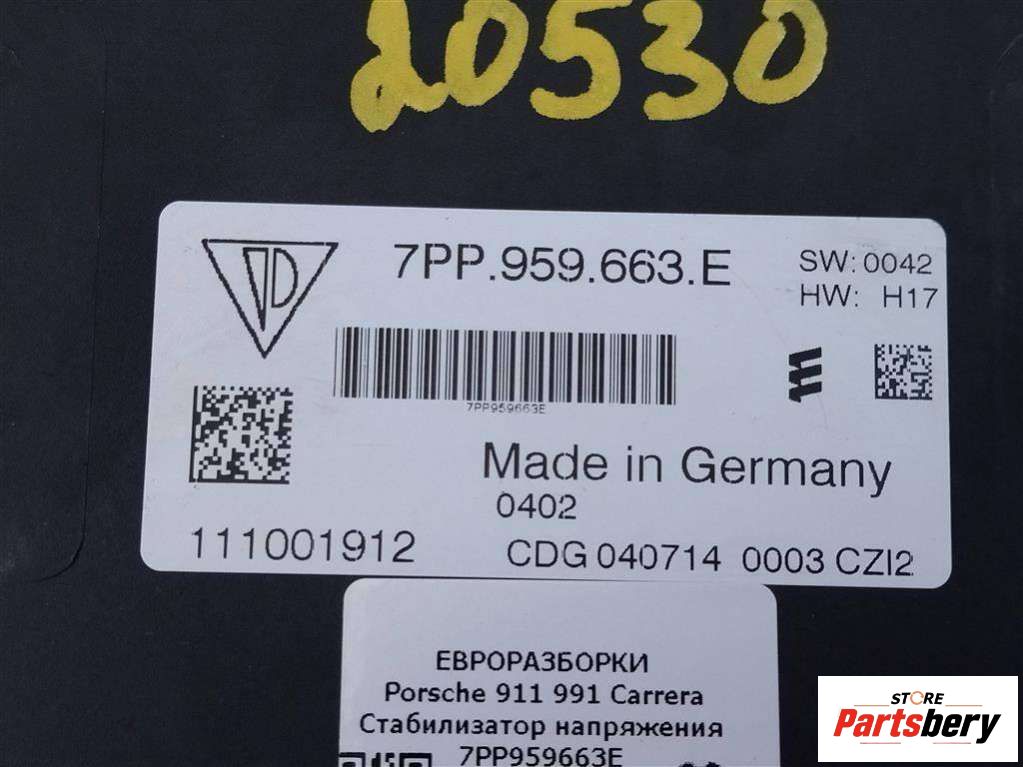 20530
7PP.959.663.E
SW: 0042
HW: H17
7PP959663E
Made in Germany
0402
111001912
CDG 040714 0003 CZI2
ЕВРОРАЗБОРКИ
Porsche 911 991 Carrera
Стабилизатор напряжения
7PP959663E
STORE
Partsbery